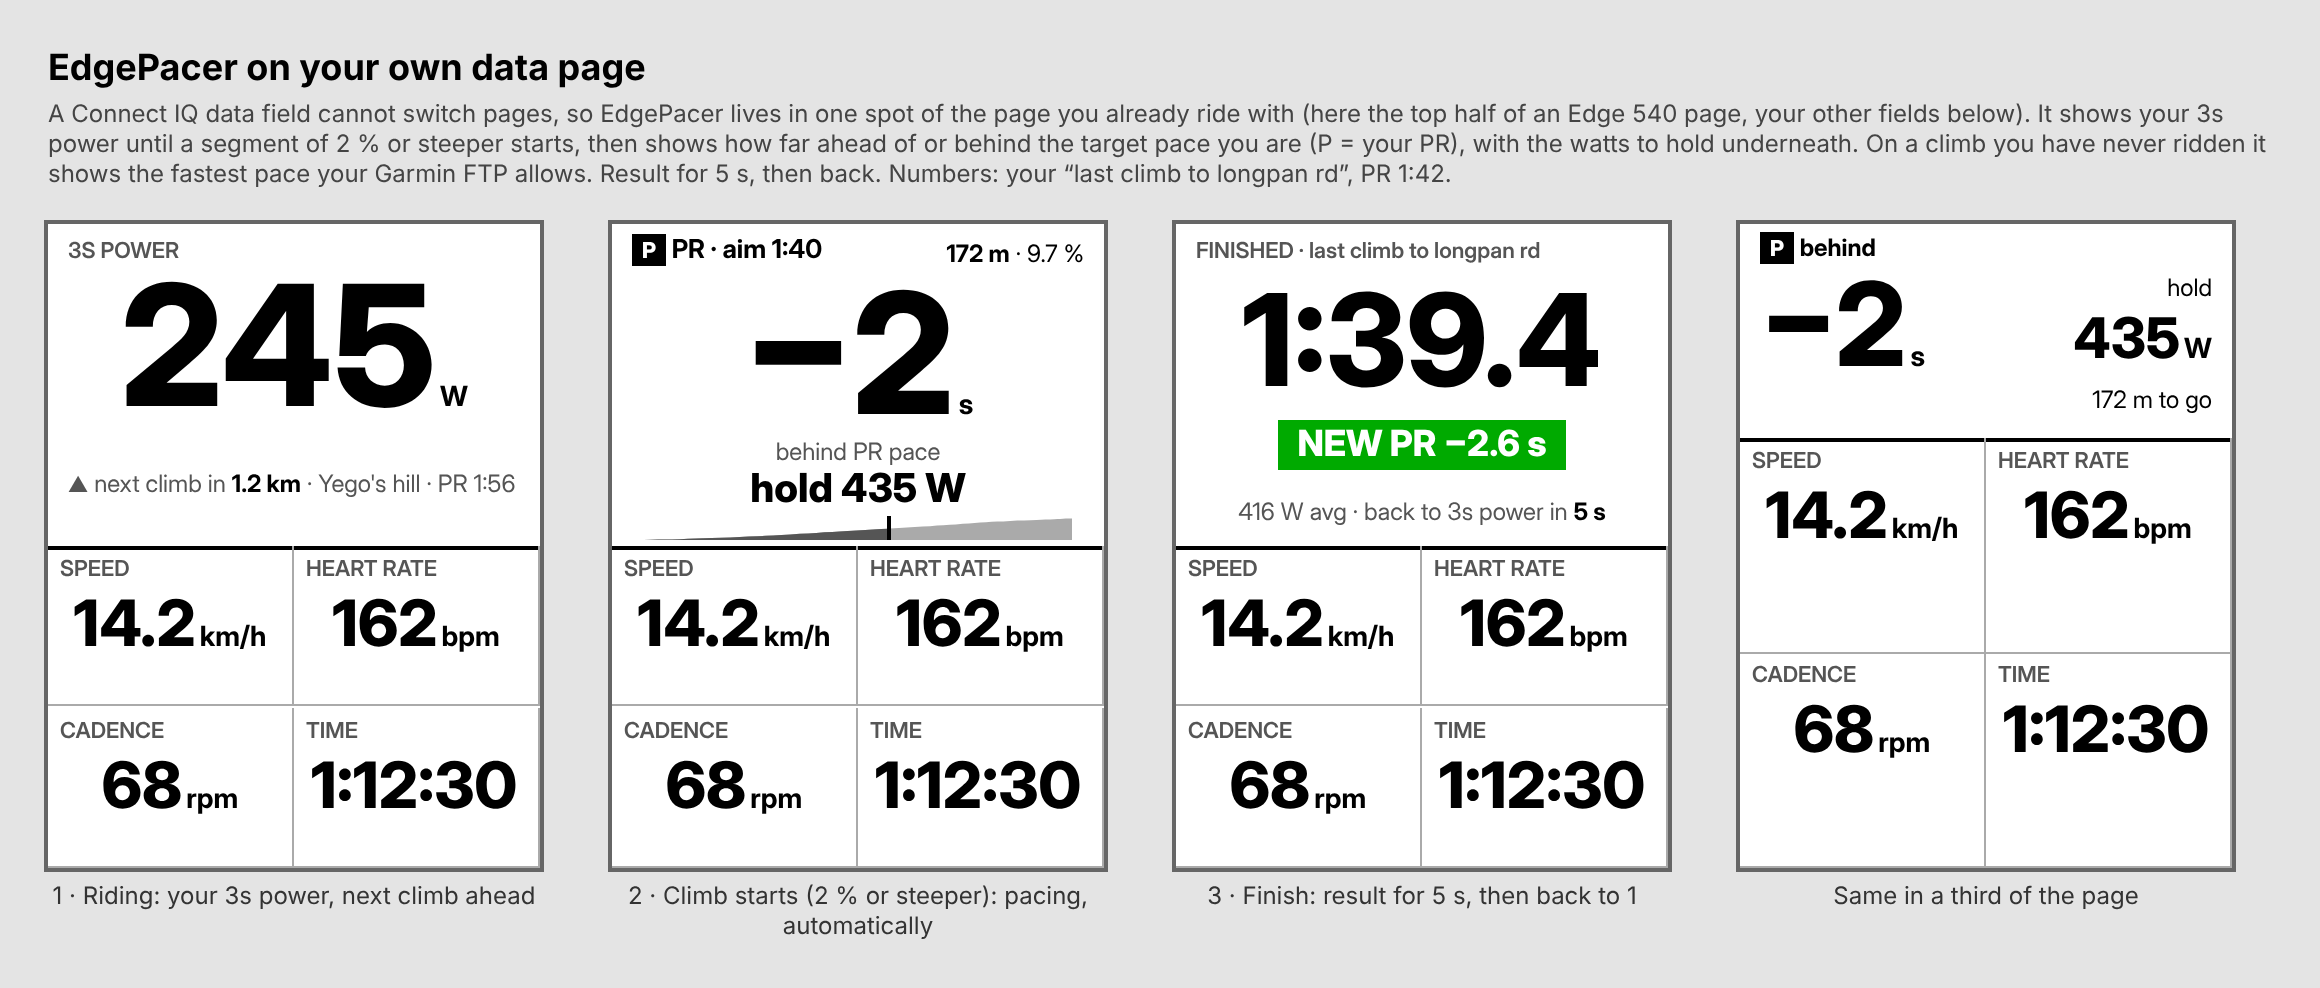 EdgePacer on your own data page
A Connect IQ data field cannot switch pages, so EdgePacer lives in one spot of the page you already ride with (here the top half of an Edge 540 page, your other fields below). It shows your 3s
power until a segment of 2 % or steeper starts, then shows how far ahead of or behind the target pace you are (P = your PR), with the watts to hold underneath. On a climb you have never ridden it
shows the fastest pace your Garmin FTP allows. Result for 5 s, then back. Numbers: your “last climb to longpan rd”, PR 1:42.
3S POWER
245 W
▲ next climb in 1.2 km · Yego's hill · PR 1:56
SPEED
14.2 km/h
HEART RATE
162 bpm
CADENCE
68 rpm
TIME
1:12:30
1 · Riding: your 3s power, next climb ahead
P PR · aim 1:40
172 m · 9.7 %
−2 s
behind PR pace
hold 435 W
SPEED
14.2 km/h
HEART RATE
162 bpm
CADENCE
68 rpm
TIME
1:12:30
2 · Climb starts (2 % or steeper): pacing,
automatically
FINISHED · last climb to longpan rd
1:39.4
NEW PR −2.6 s
416 W avg · back to 3s power in 5 s
SPEED
14.2 km/h
HEART RATE
162 bpm
CADENCE
68 rpm
TIME
1:12:30
3 · Finish: result for 5 s, then back to 1
P behind
−2 s
hold
435 W
172 m to go
SPEED
14.2 km/h
HEART RATE
162 bpm
CADENCE
68 rpm
TIME
1:12:30
Same in a third of the page